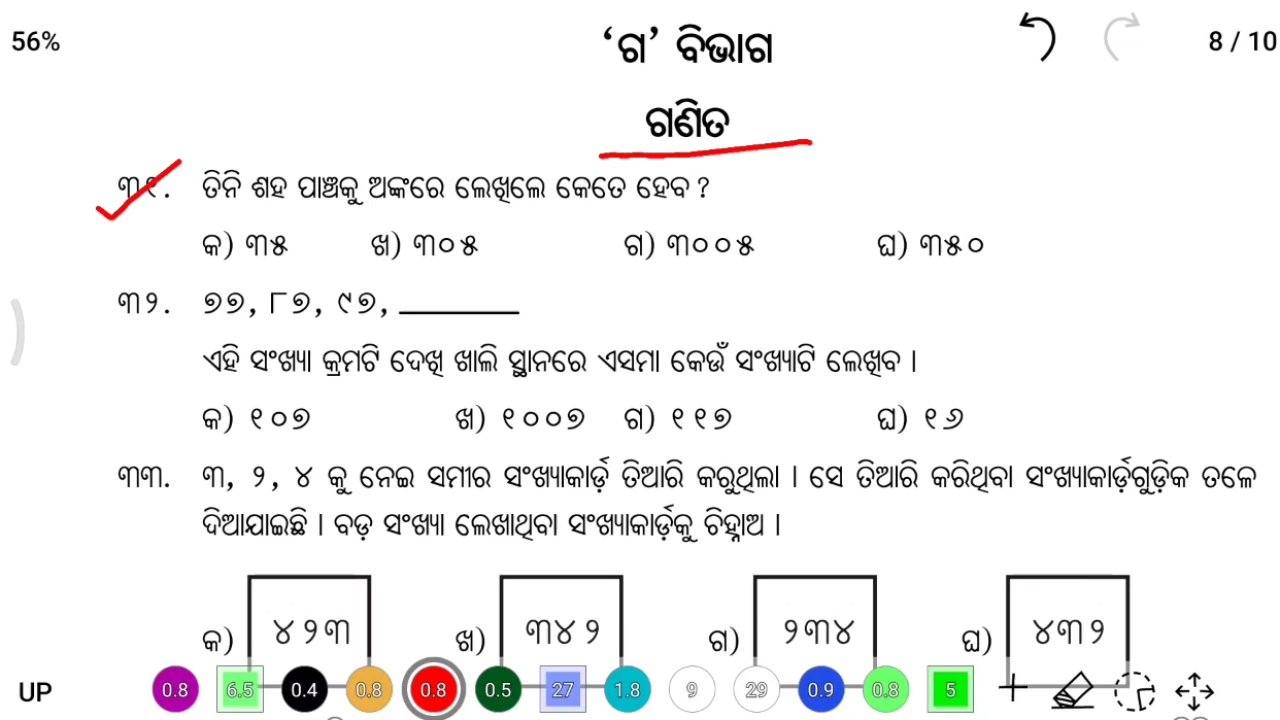 56%
‘ଗ’ ବିଭାଗ
8 / 10
ଗଣିତ
୩୧. ତିନି ଶହ ପାଞ୍ଚକୁ ଅଙ୍କରେ ଲେଖିଲେ କେତେ ହେବ ?
କ) ୩୫ ଖ) ୩୦୫ ଗ) ୩୦୦୫ ଘ) ୩୫୦
୩୨. ୭୭, ୮୭, ୯୭, ________
ଏହି ସଂଖ୍ୟା କ୍ରମଟି ଦେଖି ଖାଲି ସ୍ଥାନରେ ଏସମା କେଉଁ ସଂଖ୍ୟାଟି ଲେଖିବ ।
କ) ୧୦୭ ଖ) ୧୦୦୭ ଗ) ୧୧୭ ଘ) ୧୬
୩୩. ୩, ୨, ୪ କୁ ନେଇ ସମୀର ସଂଖ୍ୟାକାର୍ଡ଼ ତିଆରି କରୁଥିଲା । ସେ ତିଆରି କରିଥିବା ସଂଖ୍ୟାକାର୍ଡ଼ଗୁଡ଼ିକ ତଳେ
ଦିଆଯାଇଛି । ବଡ଼ ସଂଖ୍ୟା ଲେଖାଥିବା ସଂଖ୍ୟାକାର୍ଡ଼କୁ ଚିହ୍ନାଅ ।
କ) ୪୨୩ ଖ) ୩୪୨ ଗ) ୨୩୪ ଘ) ୪୩୨
UP 0.8 6.5 0.4 0.8 0.8 0.5 27 1.8 9 29 0.9 0.8 5